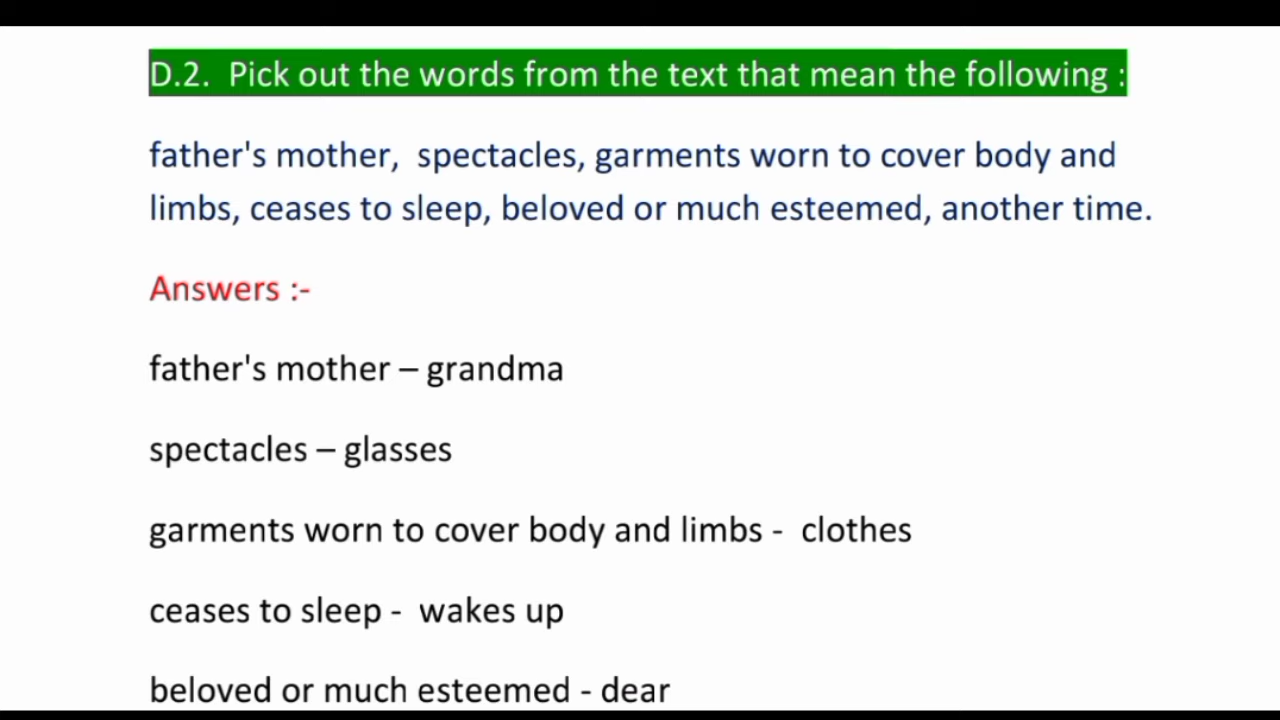 D.2. Pick out the words from the text that mean the following :
father's mother, spectacles, garments worn to cover body and
limbs, ceases to sleep, beloved or much esteemed, another time.
Answers :-
father's mother – grandma
spectacles – glasses
garments worn to cover body and limbs - clothes
ceases to sleep - wakes up
beloved or much esteemed - dear